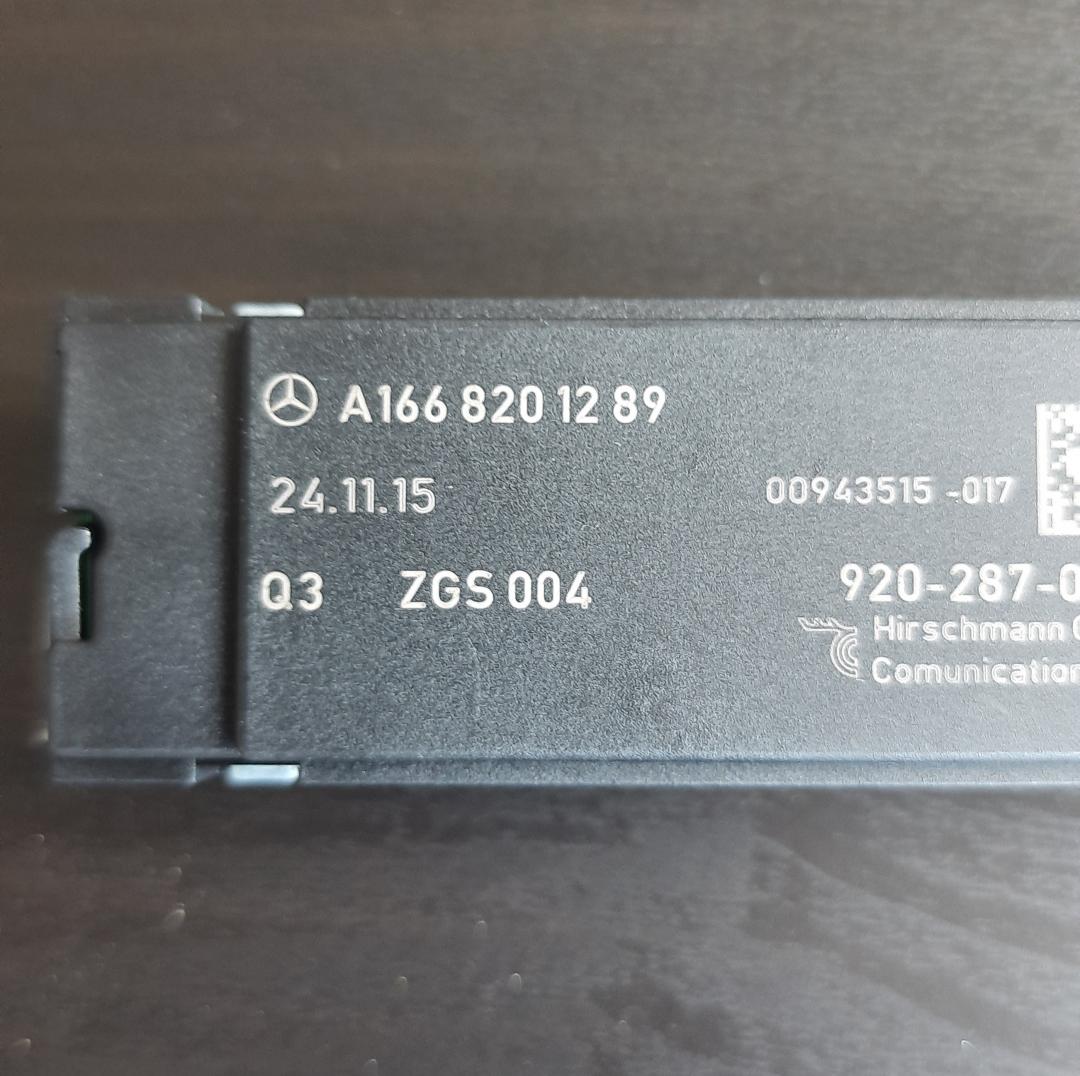 A166 820 12 89
24.11.15
00943515 -017
Q3 ZGS 004
920-287-0
Hirschmann
Comunication